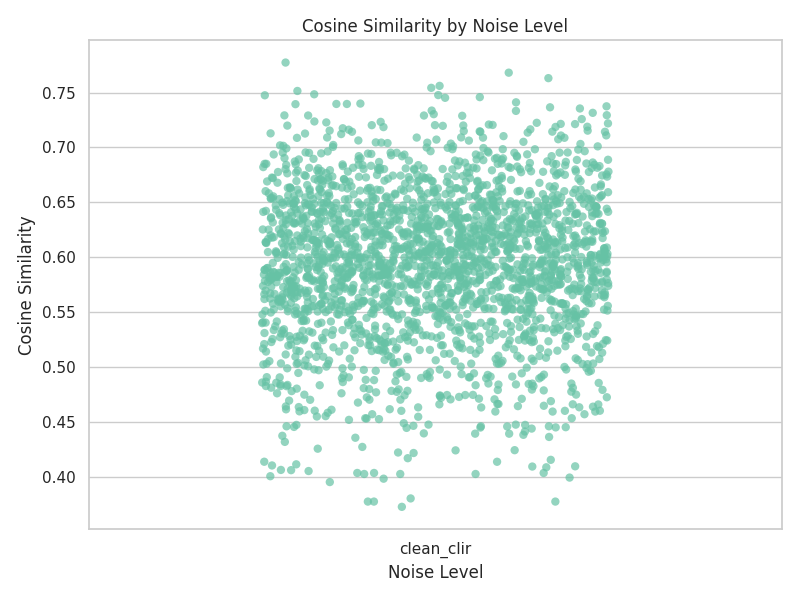 Cosine Similarity by Noise Level
Cosine Similarity
0.75
0.70
0.65
0.60
0.55
0.50
0.45
0.40
clean_clir
Noise Level